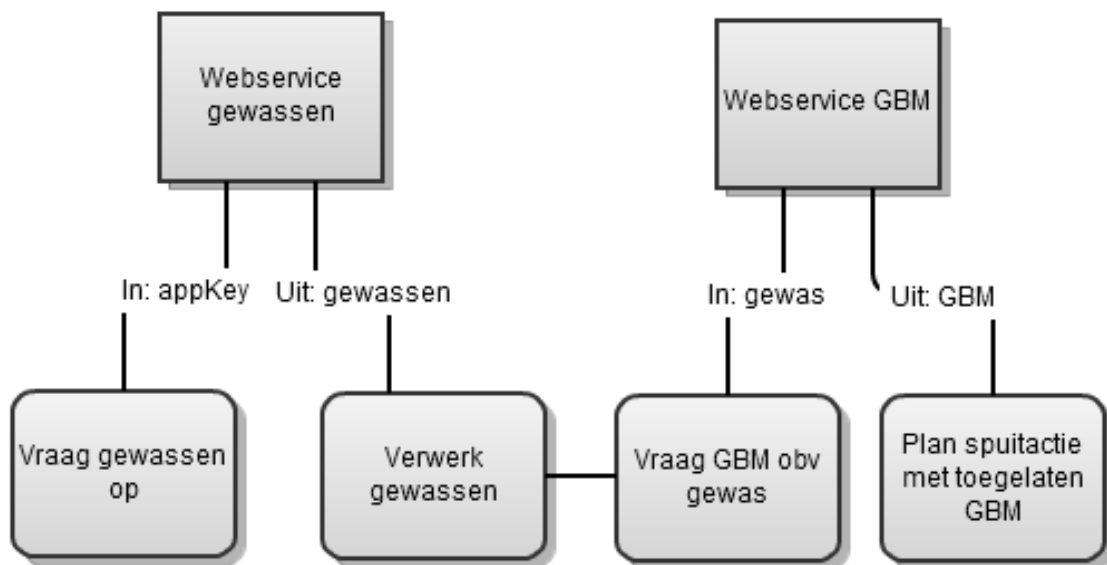 Webservice
gewassen
Webservice GBM
In: appKey
Uit: gewassen
In: gewas
Uit: GBM
Vraag gewassen
op
Verwerk
gewassen
Vraag GBM obv
gewas
Plan spuitactie
met toegelaten
GBM